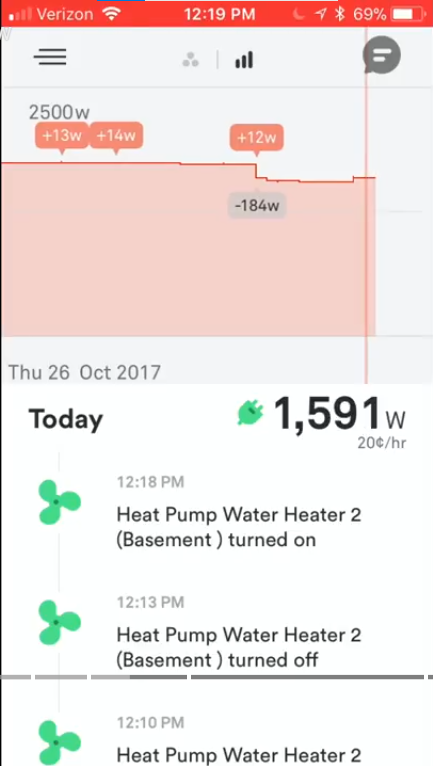 Verizon 12:19 PM 69%
2500w
+13w +14w +12w
-184w
Thu 26 Oct 2017
Today 1,591 W
20¢/hr
12:18 PM
Heat Pump Water Heater 2
(Basement ) turned on
12:13 PM
Heat Pump Water Heater 2
(Basement ) turned off
12:10 PM
Heat Pump Water Heater 2